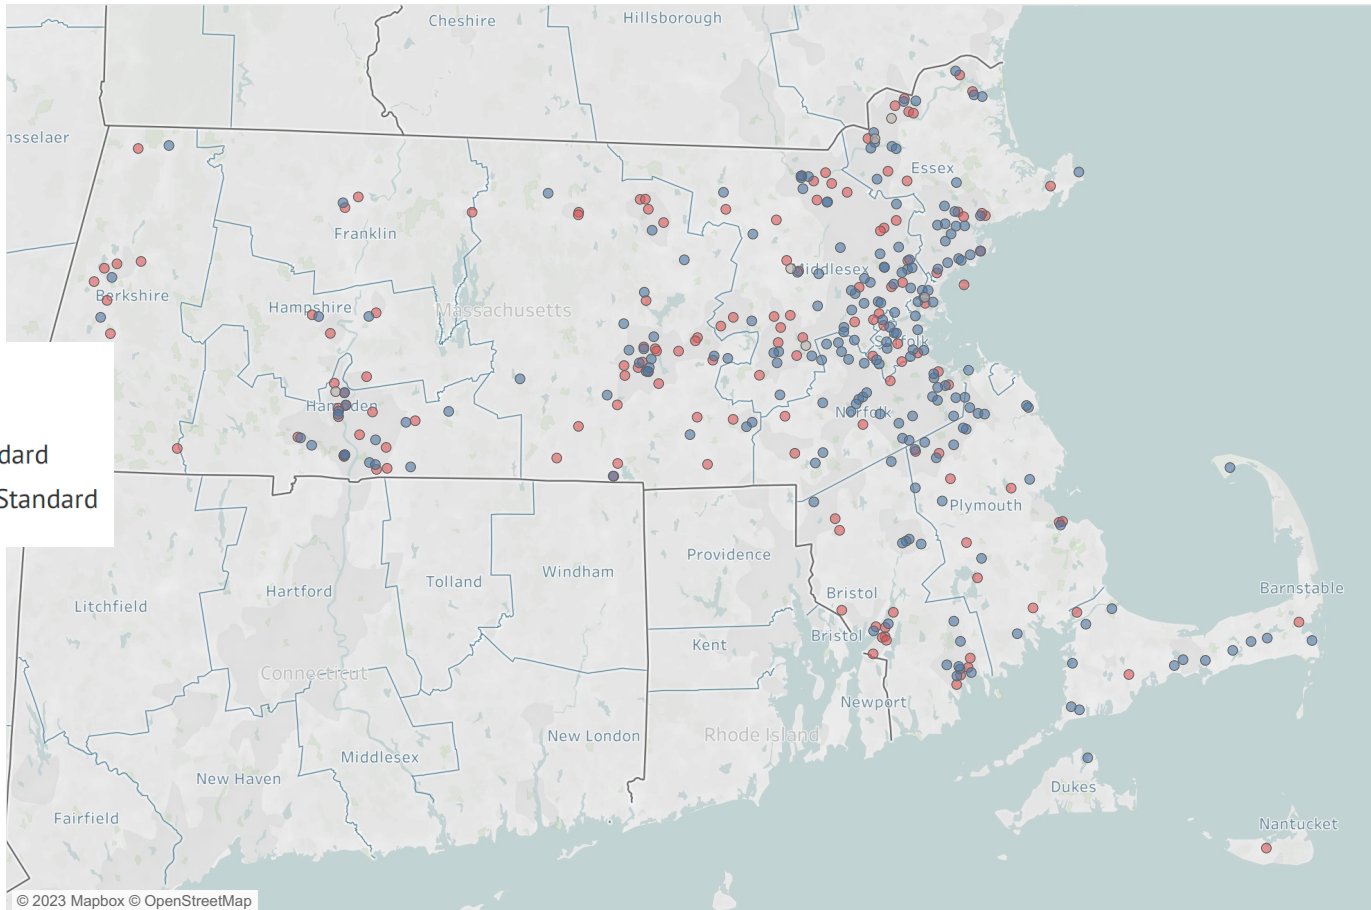 Cheshire
Hillsborough
nsselaer
Essex
Franklin
Middlesex
Berkshire
Hampshire
Massachusetts
Suffolk
Hampden
Norfolk
dard
Standard
Plymouth
Providence
Windham
Tolland
Hartford
Litchfield
Barnstable
Bristol
Bristol
Kent
Connecticut
Newport
New London
Rhode Island
Middlesex
New Haven
Dukes
Fairfield
Nantucket
© 2023 Mapbox © OpenStreetMap